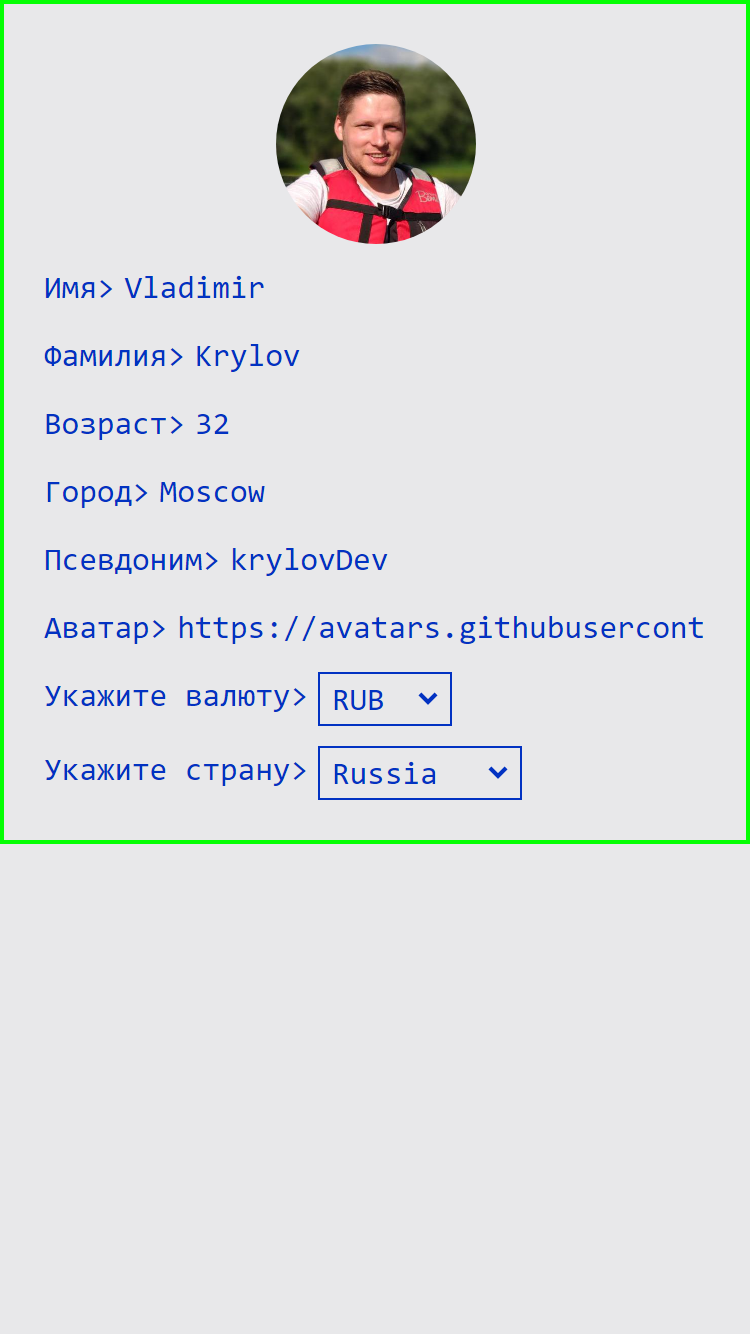 Имя> Vladimir
Фамилия> Krylov
Возраст> 32
Город> Moscow
Псевдоним> krylovDev
Аватар> https://avatars.githubusercont
Укажите валюту> RUB
Укажите страну> Russia